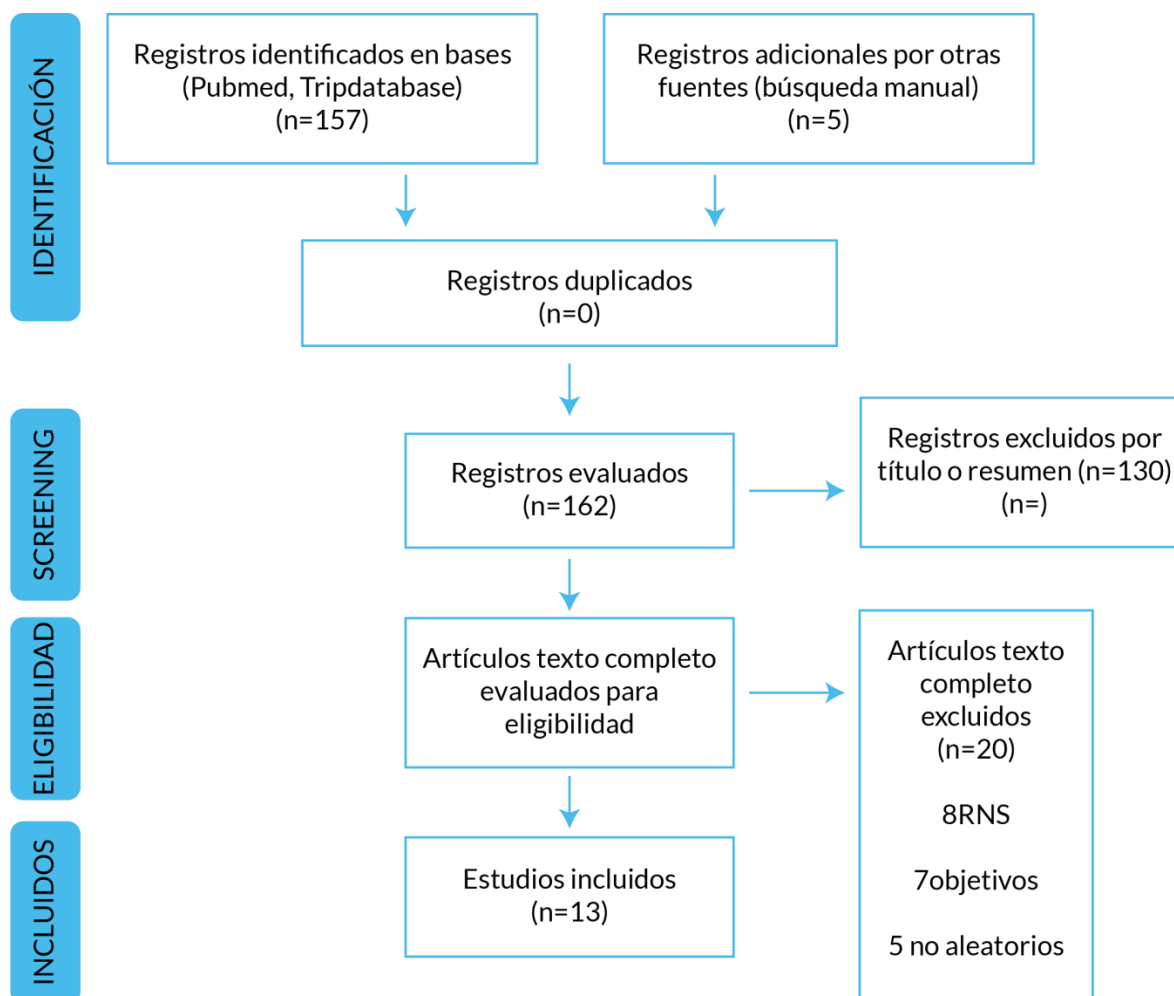 IDENTIFICACIÓN
Registros identificados en bases
(Pubmed, Tripdatabase)
(n=157)
Registros adicionales por otras
fuentes (búsqueda manual)
(n=5)
Registros duplicados
(n=0)
SCREENING
Registros evaluados
(n=162)
Registros excluidos por
título o resumen (n=130)
(n=)
ELIGIBILIDAD
Artículos texto completo
evaluados para
eligibilidad
Artículos texto
completo
excluidos
(n=20)
8RNS
7objetivos
5 no aleatorios
INCLUIDOS
Estudios incluidos
(n=13)